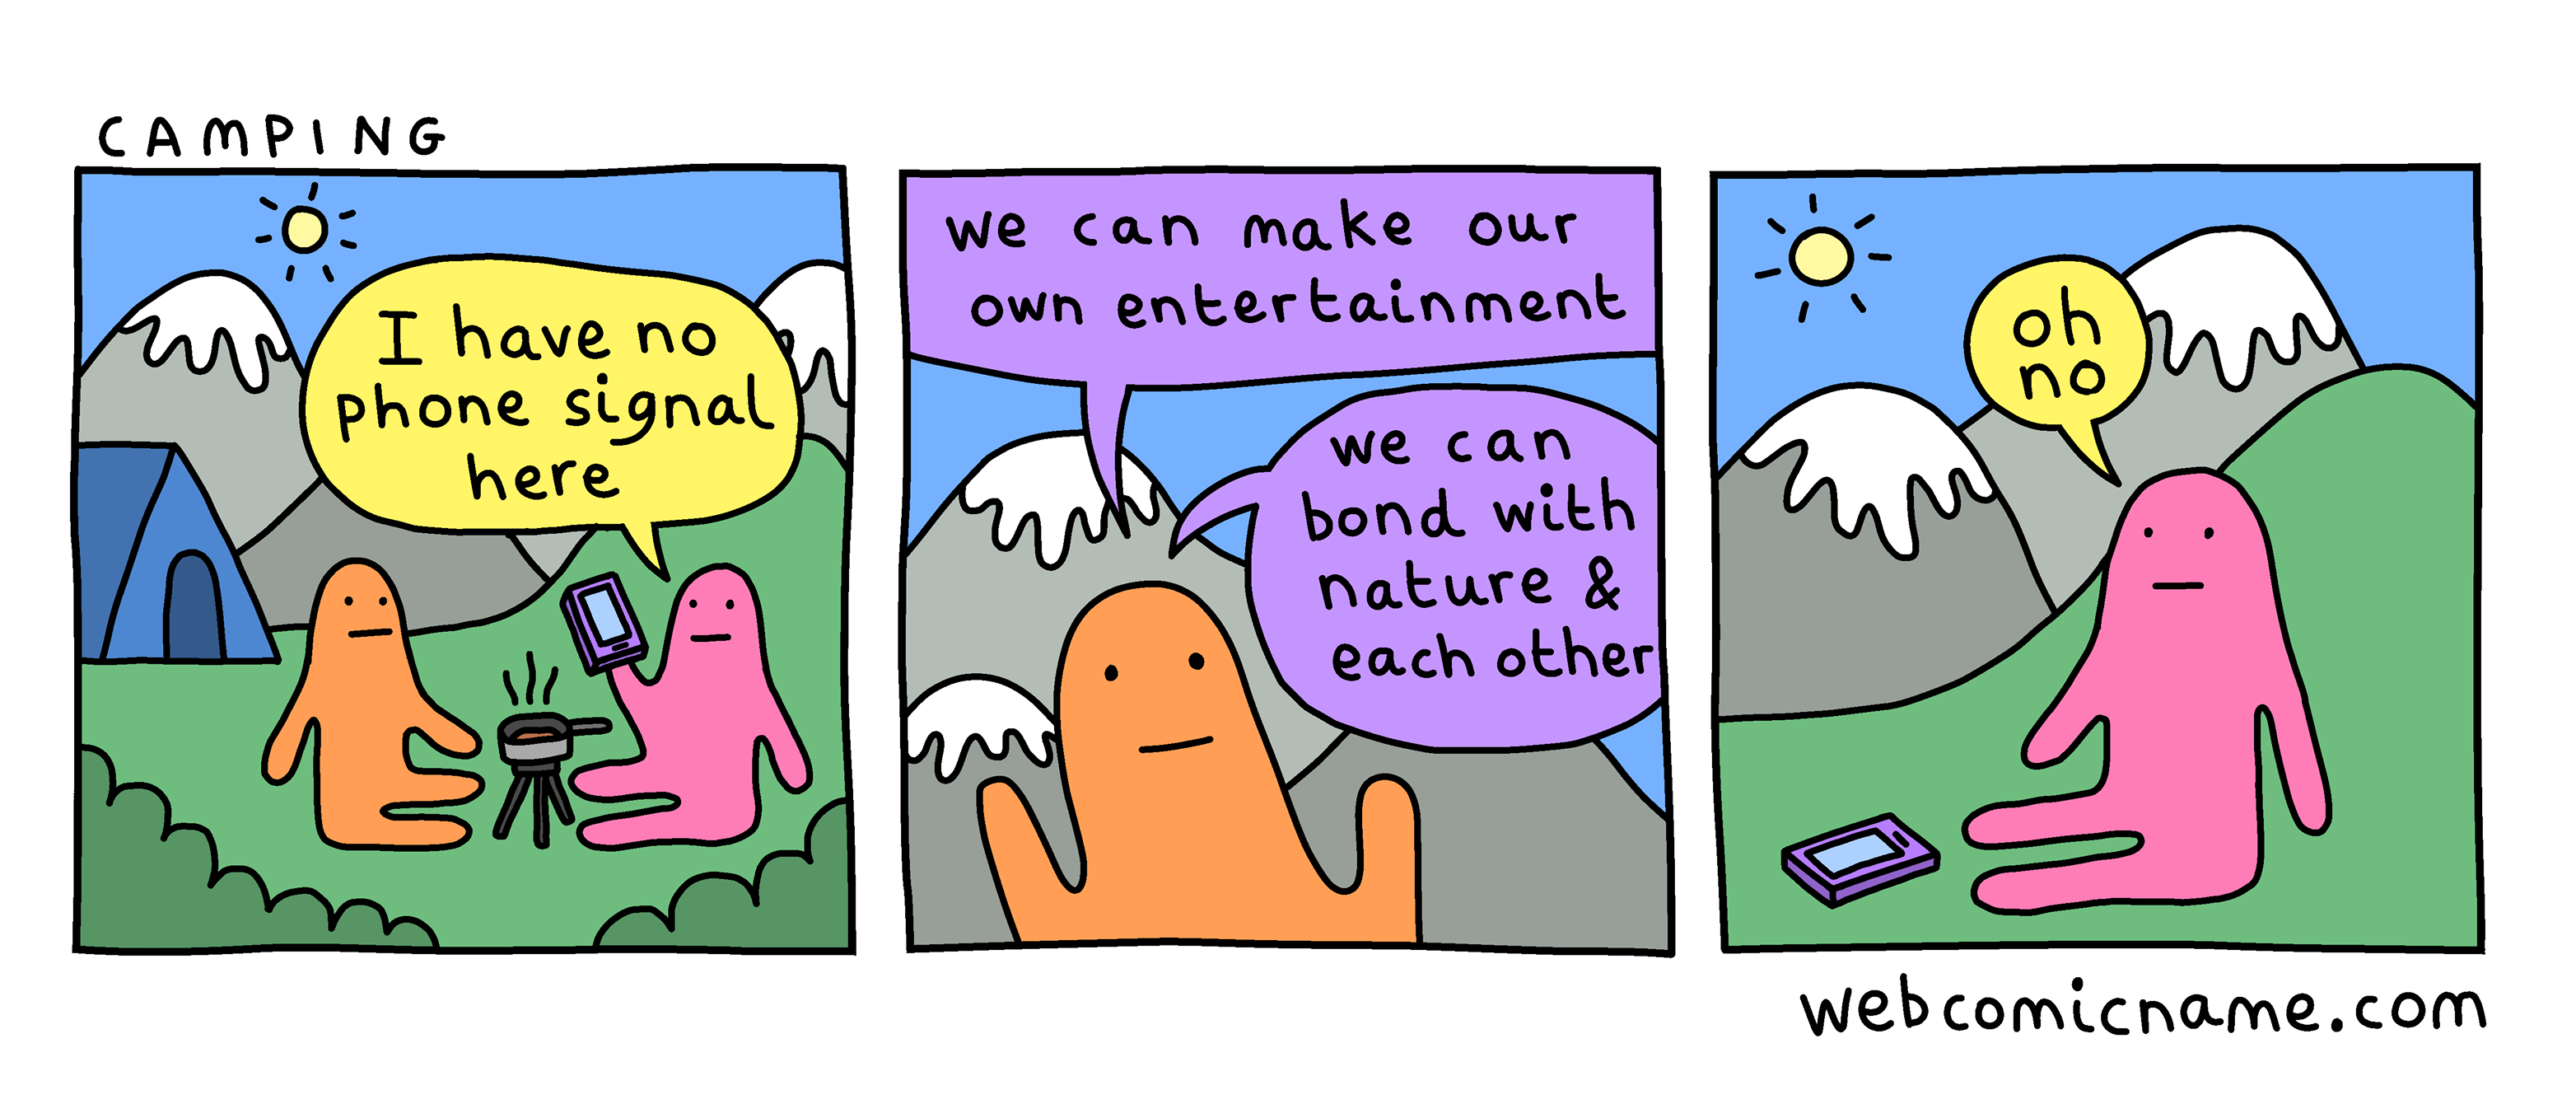 CAMPING
I have no
phone signal
here
we can make our
own entertainment
we can
bond with
nature &
each other
oh
no
webcomicname.com